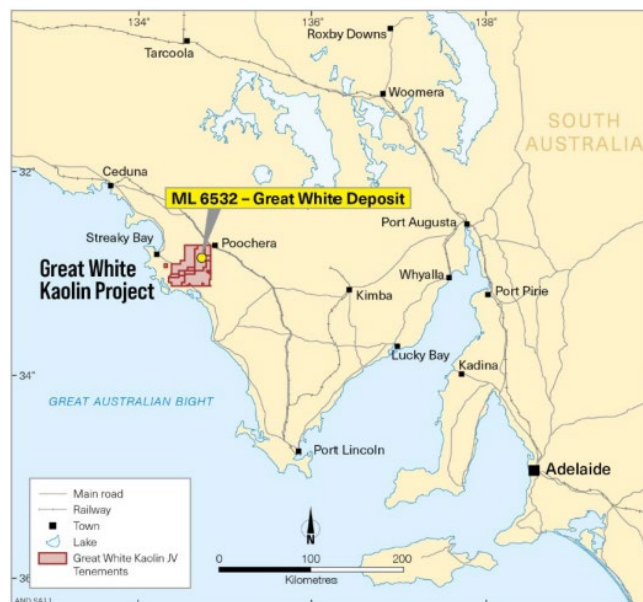 134°
136°
138°
Roxby Downs
Tarcoola
Woomera
SOUTH
AUSTRALIA
32°
Ceduna
ML 6532 – Great White Deposit
Streaky Bay
Poochera
Port Augusta
Great White
Kaolin Project
Whyalla
Kimba
Port Pirie
34°
Lucky Bay
Kadina
GREAT AUSTRALIAN BIGHT
Port Lincoln
Adelaide
Main road
Railway
Town
Lake
Great White Kaolin JV
Tenements
N
0
100
200
Kilometres
36°